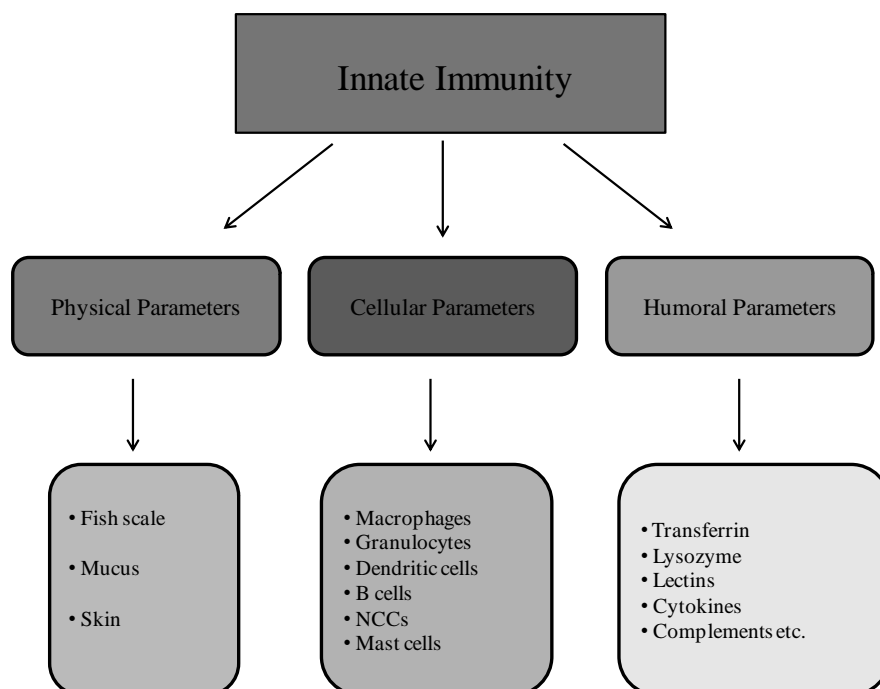 Innate Immunity
Physical Parameters
Cellular Parameters
Humoral Parameters
• Fish scale
• Mucus
• Skin
• Macrophages
• Granulocytes
• Dendritic cells
• B cells
• NCCs
• Mast cells
• Transferrin
• Lysozyme
• Lectins
• Cytokines
• Complements etc.